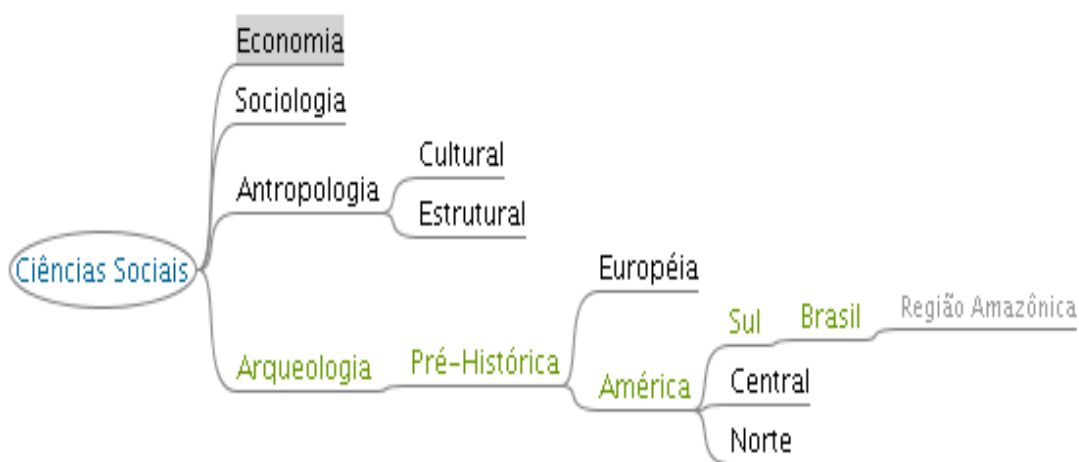 Economia
Sociologia
Cultural
Antropologia
Estrutural
Ciências Sociais
Européia
Sul
Brasil
Região Amazônica
Arqueologia
Pré-Histórica
América
Central
Norte